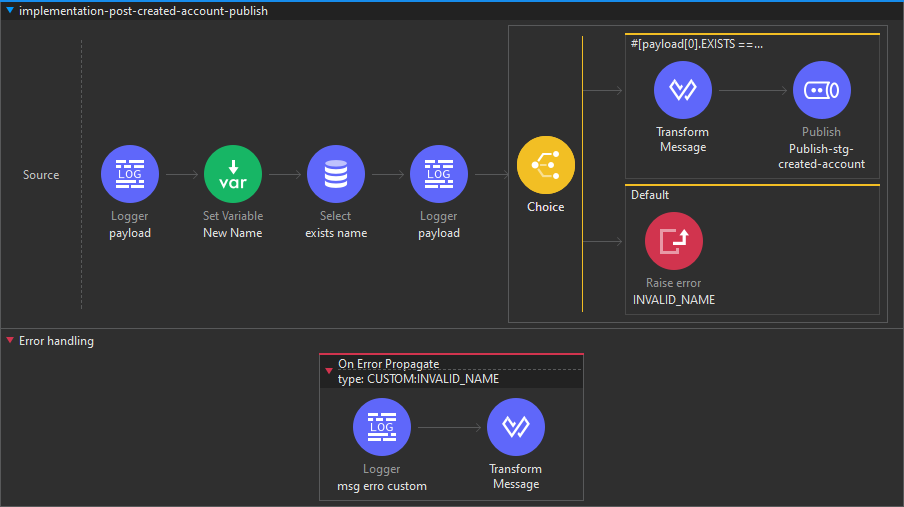 implementation-post-created-account-publish
Source
LOG
Logger
payload
var
Set Variable
New Name
Select
exists name
LOG
Logger
payload
Choice
#[payload[0].EXISTS ==...
Transform
Message
Publish
Publish-stg-
created-account
Default
Raise error
INVALID_NAME
Error handling
On Error Propagate
type: CUSTOM:INVALID_NAME
LOG
Logger
msg erro custom
Transform
Message